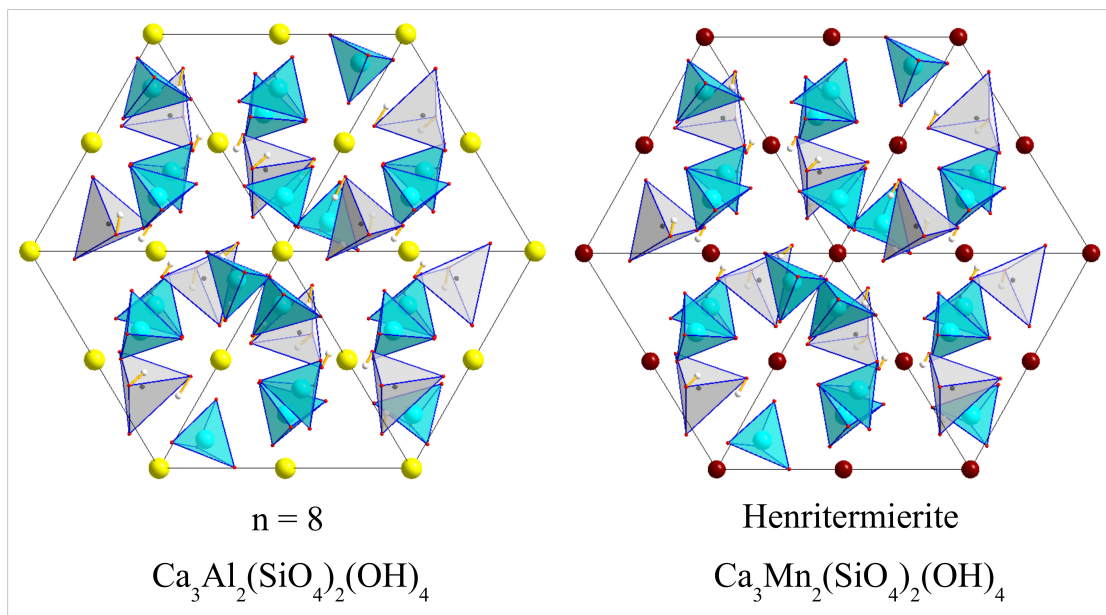 n = 8
Ca₃Al₂(SiO₄)₂(OH)₄
Henritermierite
Ca₃Mn₂(SiO₄)₂(OH)₄